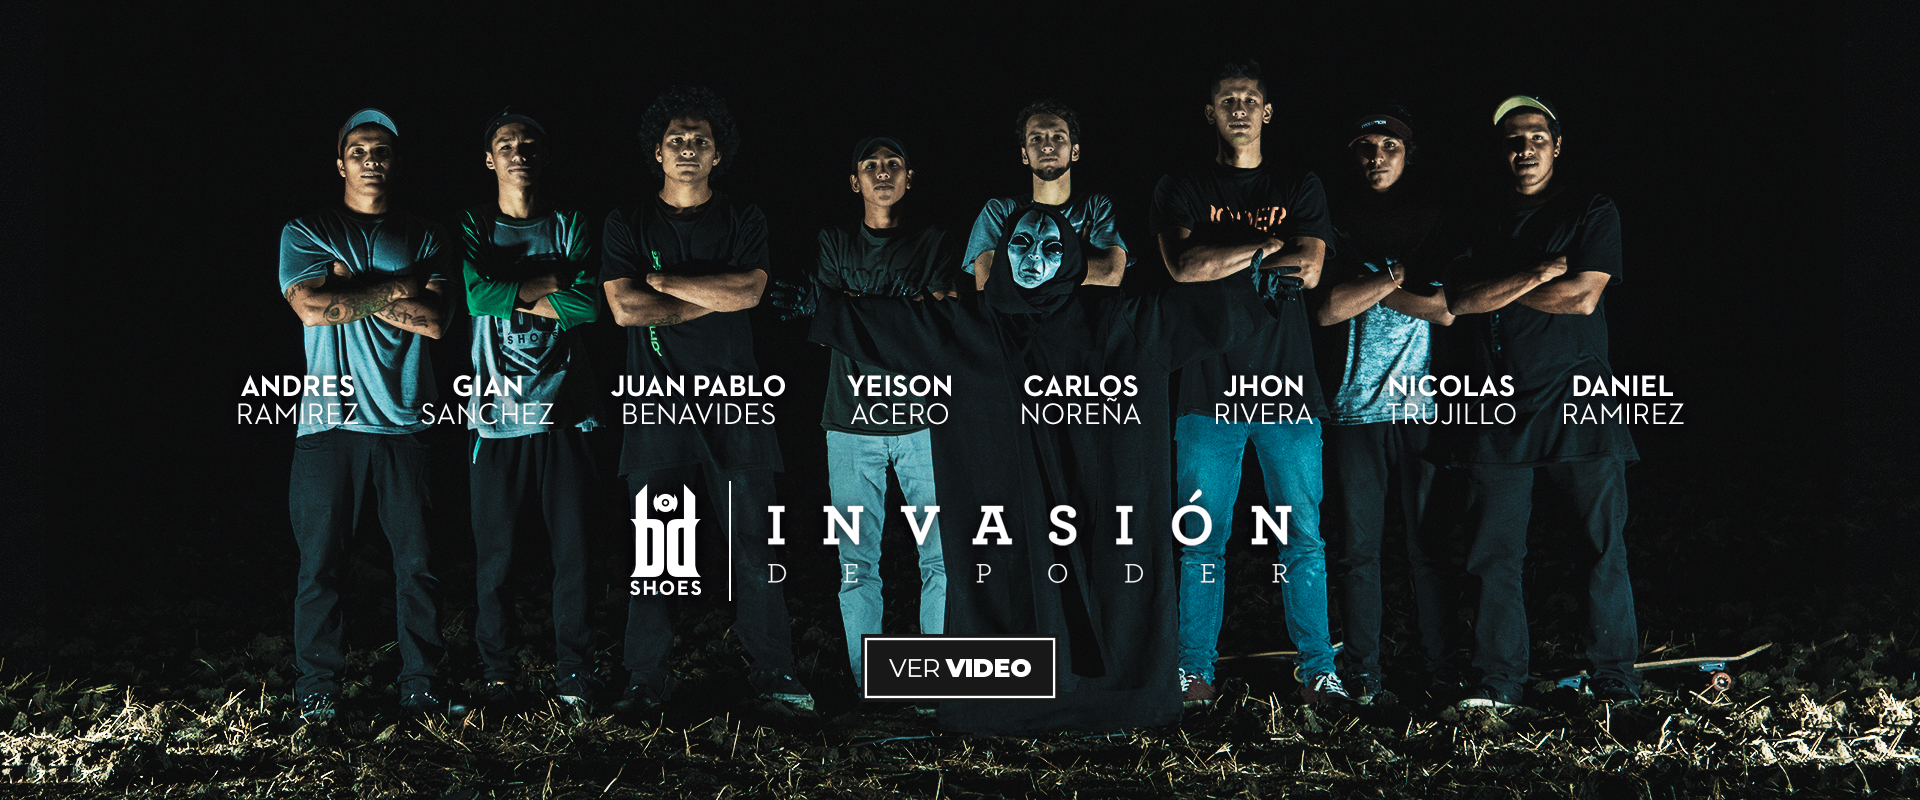 ANDRES
RAMIREZ
GIAN
SANCHEZ
JUAN PABLO
BENAVIDES
YEISON
ACERO
CARLOS
NOREÑA
JHON
RIVERA
NICOLAS
TRUJILLO
DANIEL
RAMIREZ
bd
SHOES
INVASIÓN
DE PODER
VER VIDEO
SHOES